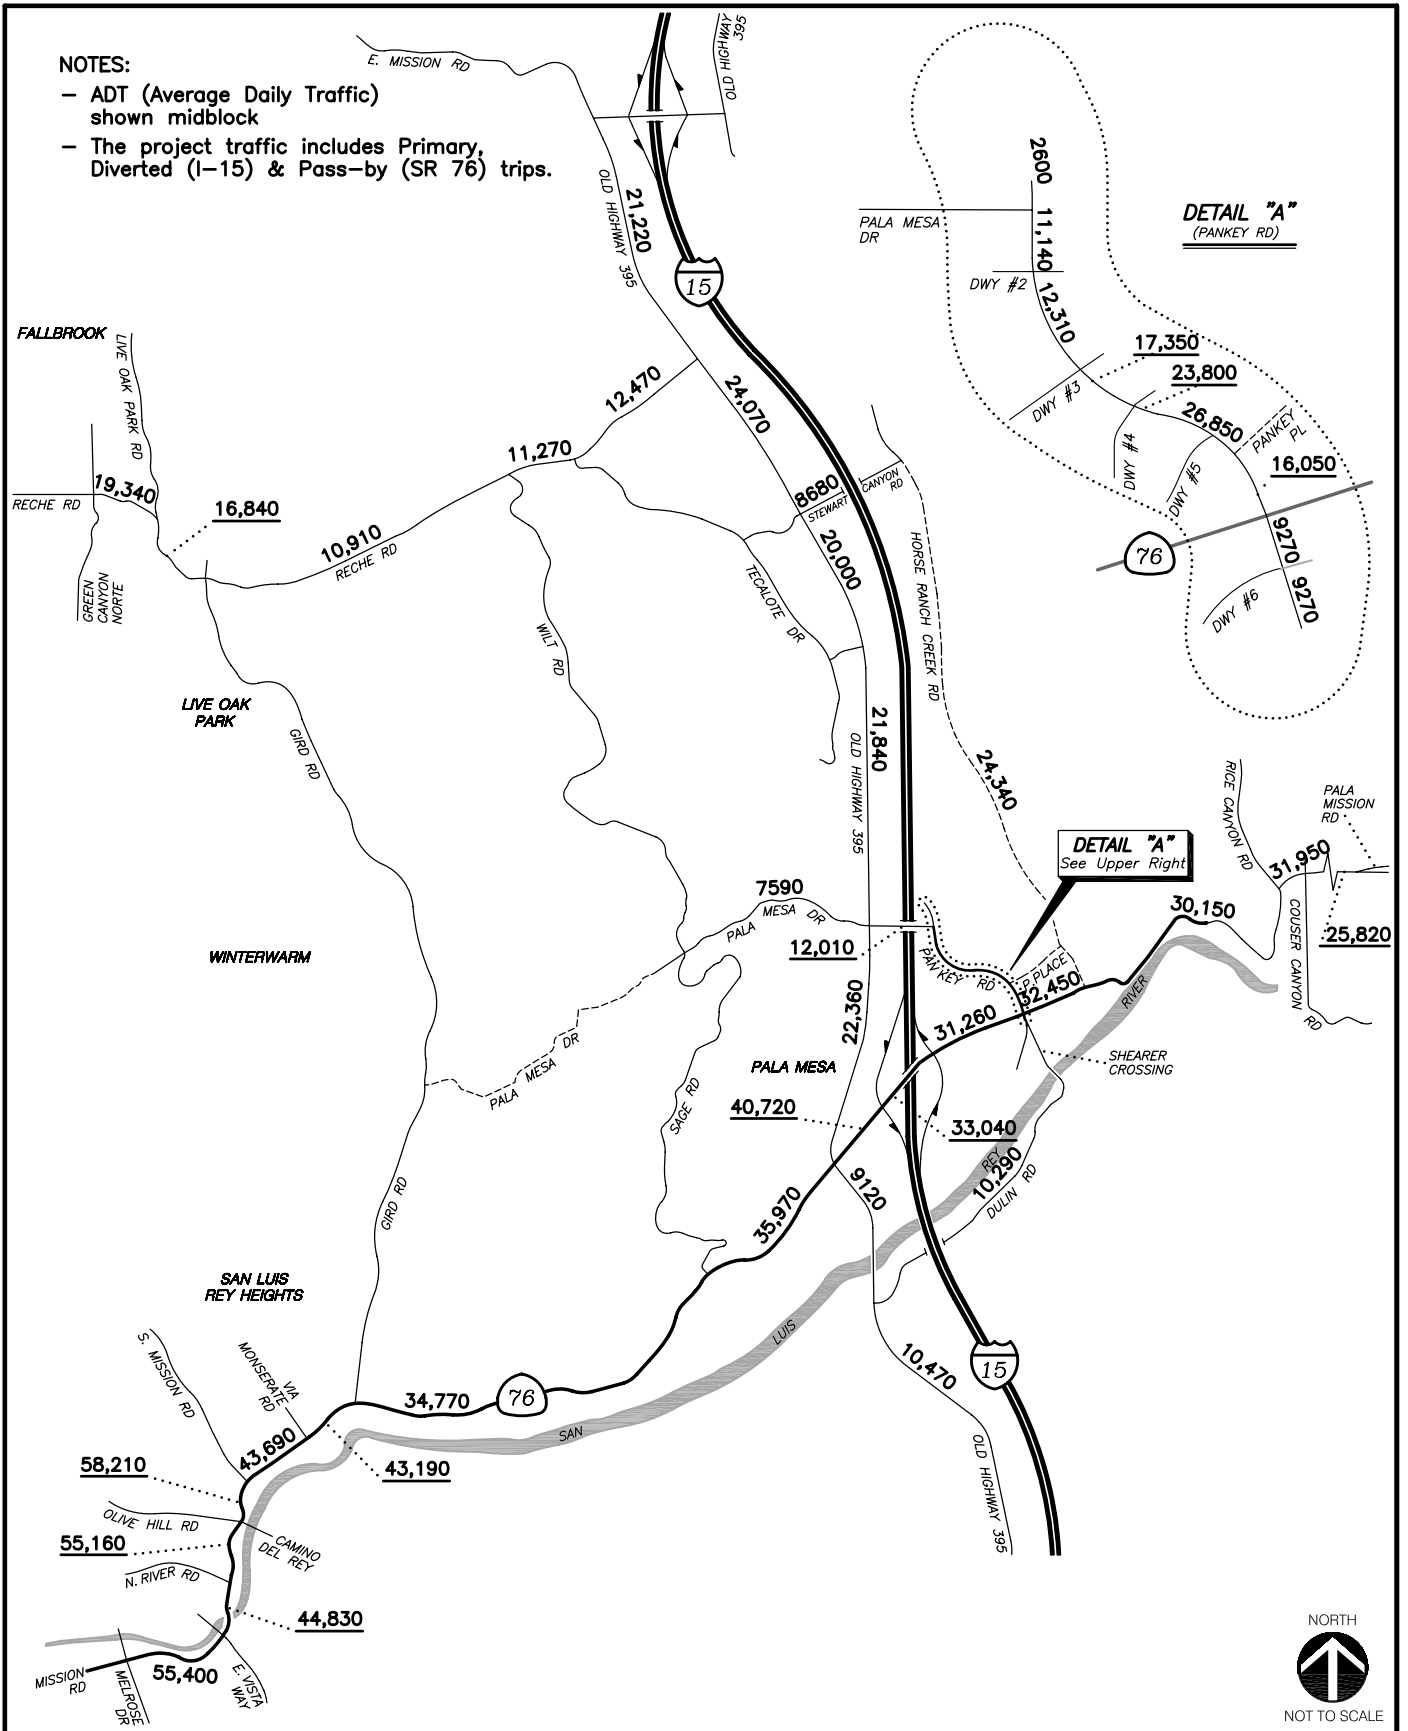 NOTES:
– ADT (Average Daily Traffic)
shown midblock
– The project traffic includes Primary,
Diverted (I–15) & Pass–by (SR 76) trips.
E. MISSION RD
OLD HIGHWAY
395
OLD HIGHWAY 395
21,220
15
DETAIL "A"
(PANKEY RD)
2600
PALA MESA
DR
11,140
DWY #2
12,310
17,350
DWY #3
23,800
DWY #4
26,850
PANKEY
PL
DWY #5
16,050
76
9270
DWY #6
9270
FALLBROOK
LIVE OAK PARK RD
12,470
24,070
11,270
19,340
RECHE RD
16,840
10,910
RECHE RD
GREEN
CANYON
NORTE
8680
STEWART
CANYON
RD
20,000
TECALOTE DR
WILT RD
HORSE RANCH CREEK RD
LIVE OAK
PARK
GIRD RD
21,840
OLD HIGHWAY 395
24,340
DETAIL "A"
See Upper Right
RICE CANYON RD
PALA
MISSION
RD
31,950
30,150
COUSER CANYON RD
25,820
7590
PALA MESA DR
12,010
PANKEY RD
P. PLACE
32,450
31,260
RIVER
WINTERWARM
22,360
PALA MESA DR
PALA MESA
SHEARER
CROSSING
SAGE RD
40,720
33,040
REY
10,290
DULIN RD
9120
35,970
GIRD RD
SAN LUIS
REY HEIGHTS
LUIS
10,470
15
S. MISSION RD
VIA
MONSERATE
RD
34,770
76
SAN
43,690
43,190
58,210
OLIVE HILL RD
CAMINO
DEL REY
55,160
N. RIVER RD
44,830
OLD HIGHWAY 395
MISSION
RD
55,400
MELROSE
DR
E. VISTA
WAY
NORTH
NOT TO SCALE